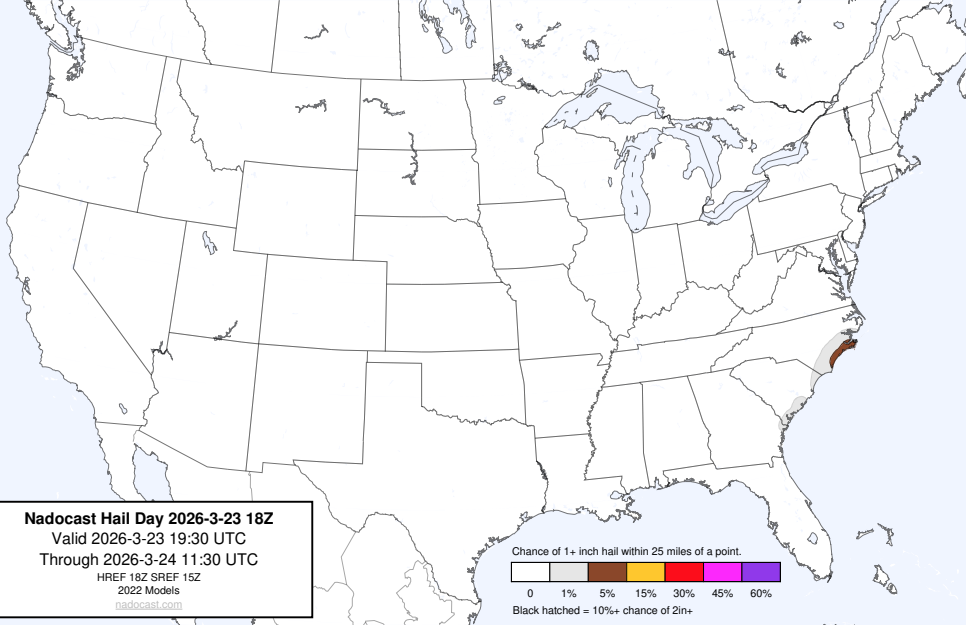 Nadocast Hail Day 2026-3-23 18Z
Valid 2026-3-23 19:30 UTC
Through 2026-3-24 11:30 UTC
HREF 18Z SREF 15Z
2022 Models
nadocast.com
Chance of 1+ inch hail within 25 miles of a point.
0 1% 5% 15% 30% 45% 60%
Black hatched = 10%+ chance of 2in+